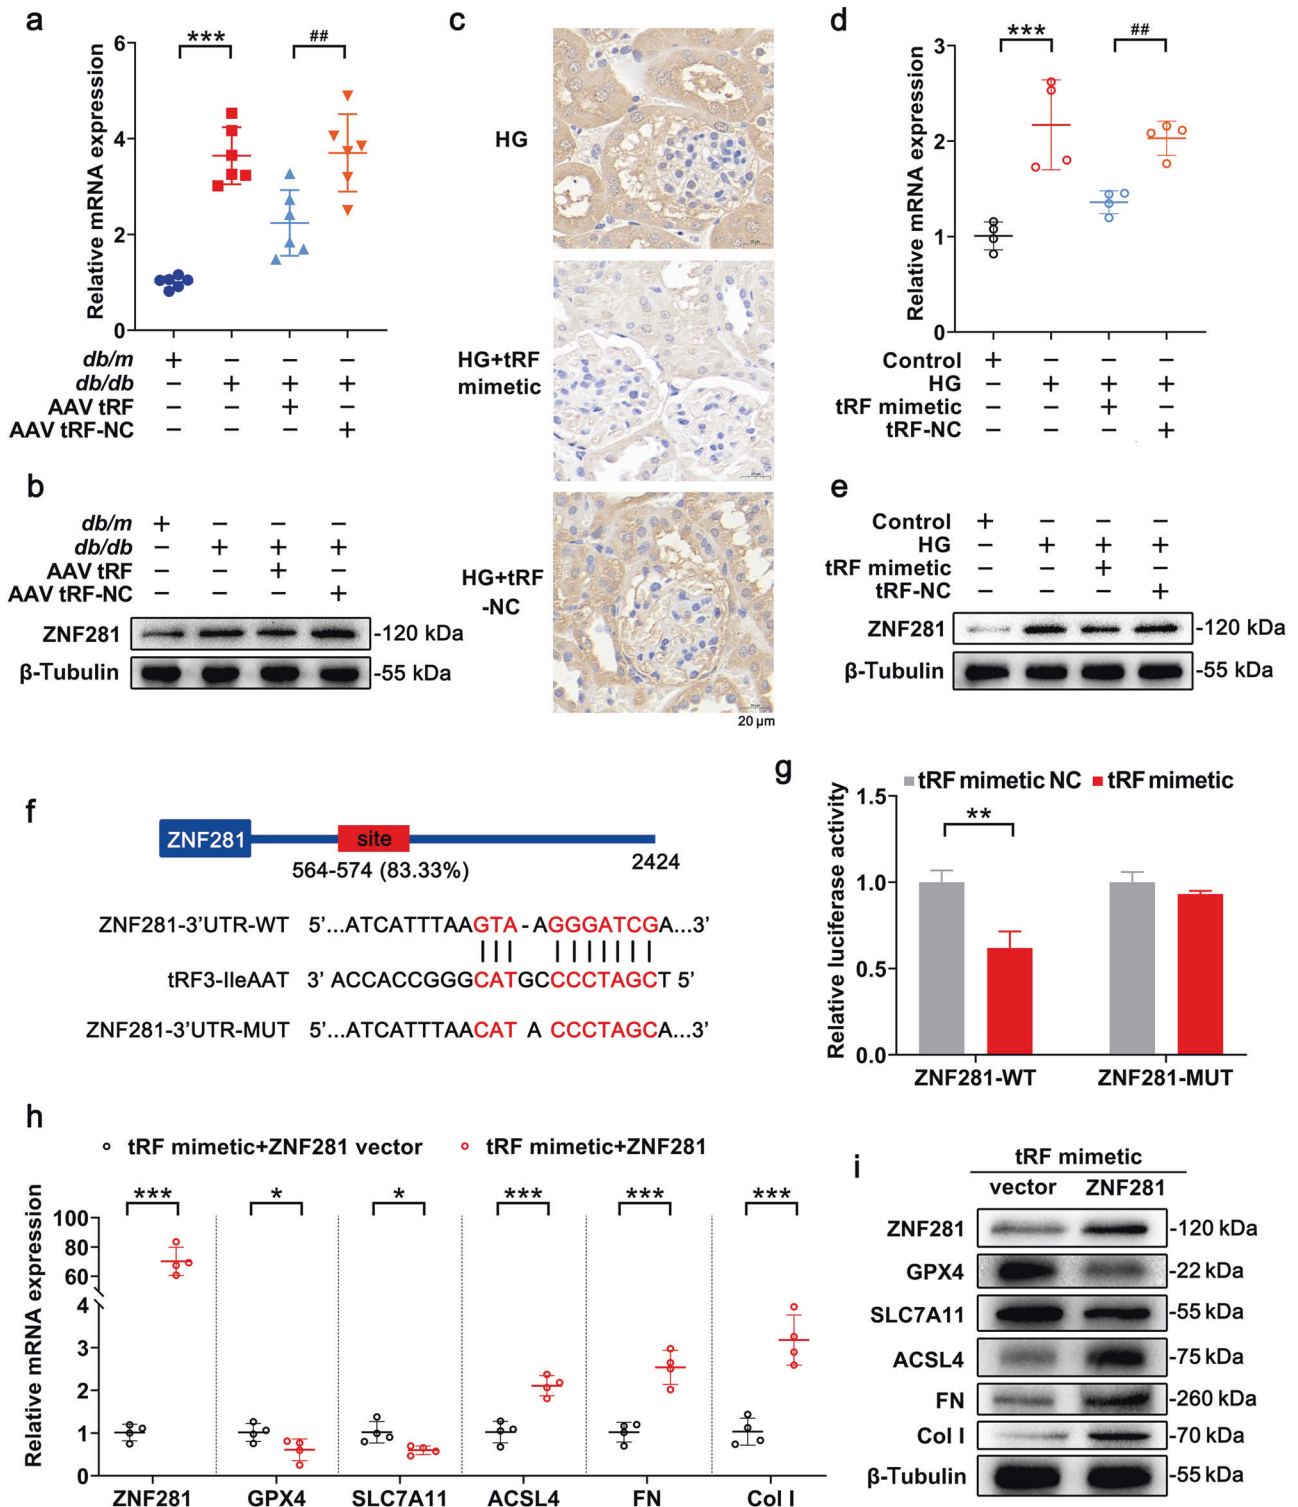 a
Relative mRNA expression
6
4
2
0
***
##
db/m + − − −
db/db − + + +
AAV tRF − − + −
AAV tRF-NC − − − +
b
db/m + − − −
db/db − + + +
AAV tRF − − + −
AAV tRF-NC − − − +
ZNF281 -120 kDa
β-Tubulin -55 kDa
c
HG
HG+tRF
mimetic
HG+tRF
-NC
20 μm
d
Relative mRNA expression
3
2
1
0
***
##
Control + − − −
HG − + + +
tRF mimetic − − + −
tRF-NC − − − +
e
Control + − − −
HG − + + +
tRF mimetic − − + −
tRF-NC − − − +
ZNF281 -120 kDa
β-Tubulin -55 kDa
f
ZNF281 site
564-574 (83.33%) 2424
ZNF281-3’UTR-WT 5’...ATCATTTAAGTA-AGGGATCGA...3’
tRF3-IleAAT 3’ ACCACCGGGCATGCCCCTAGCT 5’
ZNF281-3’UTR-MUT 5’...ATCATTTAACAT A CCCTAGCA...3’
g
tRF mimetic NC tRF mimetic
Relative luciferase activity
1.5
1.0
0.5
0.0
**
ZNF281-WT ZNF281-MUT
h
tRF mimetic+ZNF281 vector tRF mimetic+ZNF281
Relative mRNA expression
*** * * *** *** ***
100
80
60
4
3
2
1
0
ZNF281 GPX4 SLC7A11 ACSL4 FN Col I
i
tRF mimetic
vector ZNF281
ZNF281 -120 kDa
GPX4 -22 kDa
SLC7A11 -55 kDa
ACSL4 -75 kDa
FN -260 kDa
Col I -70 kDa
β-Tubulin -55 kDa